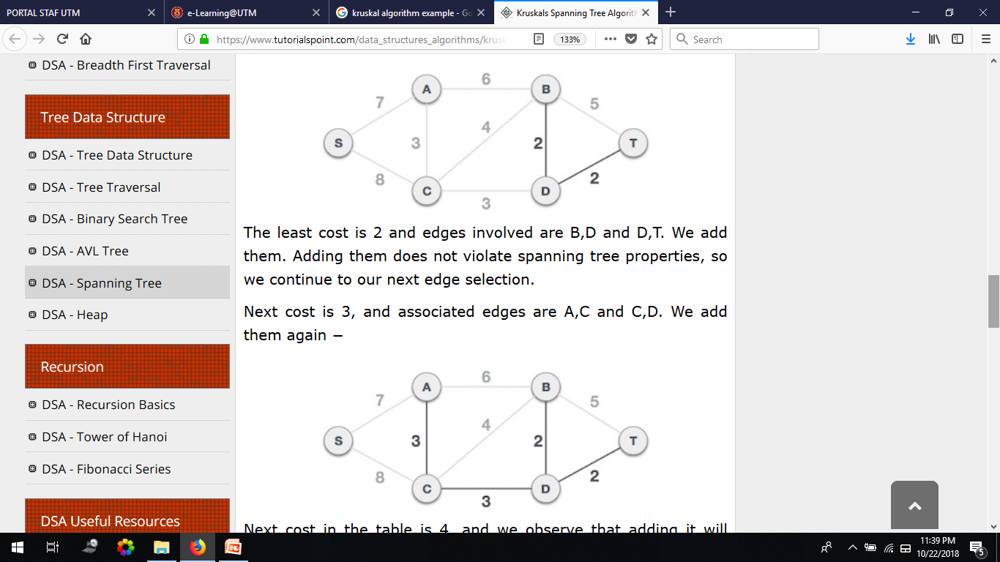 PORTAL STAF UTM
e-Learning@UTM
kruskal algorithm example - Go
Kruskals Spanning Tree Algorith
https://www.tutorialspoint.com/data_structures_algorithms/krusk
133%
Search
DSA - Breadth First Traversal
Tree Data Structure
DSA - Tree Data Structure
DSA - Tree Traversal
DSA - Binary Search Tree
DSA - AVL Tree
DSA - Spanning Tree
DSA - Heap
Recursion
DSA - Recursion Basics
DSA - Tower of Hanoi
DSA - Fibonacci Series
DSA Useful Resources
6
A
B
7
5
4
S
3
2
T
8
2
C
D
3
The least cost is 2 and edges involved are B,D and D,T. We add
them. Adding them does not violate spanning tree properties, so
we continue to our next edge selection.
Next cost is 3, and associated edges are A,C and C,D. We add
them again −
6
A
B
7
5
4
S
3
2
T
8
2
C
D
3
Next cost in the table is 4, and we observe that adding it will
11:39 PM
10/22/2018
5